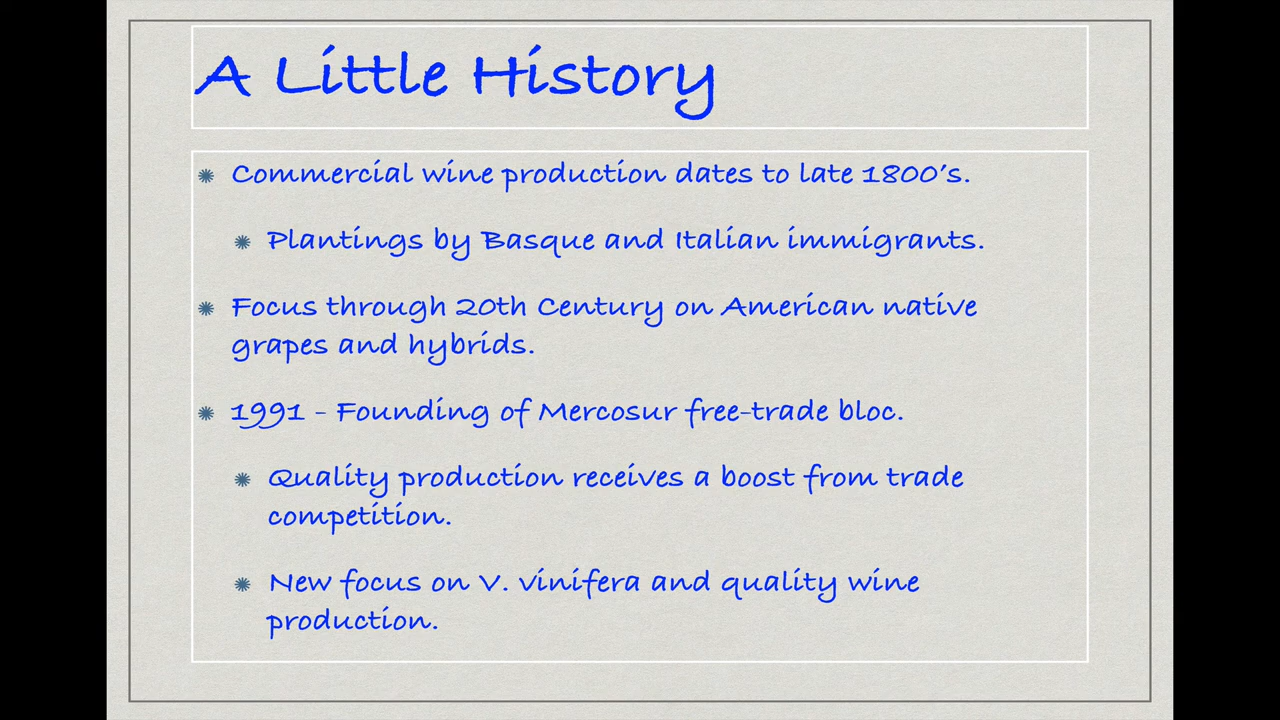 A Little History
Commercial wine production dates to late 1800's.
Plantings by Basque and Italian immigrants.
Focus through 20th Century on American native
grapes and hybrids.
1991 - Founding of Mercosur free-trade bloc.
Quality production receives a boost from trade
competition.
New focus on V. vinifera and quality wine
production.